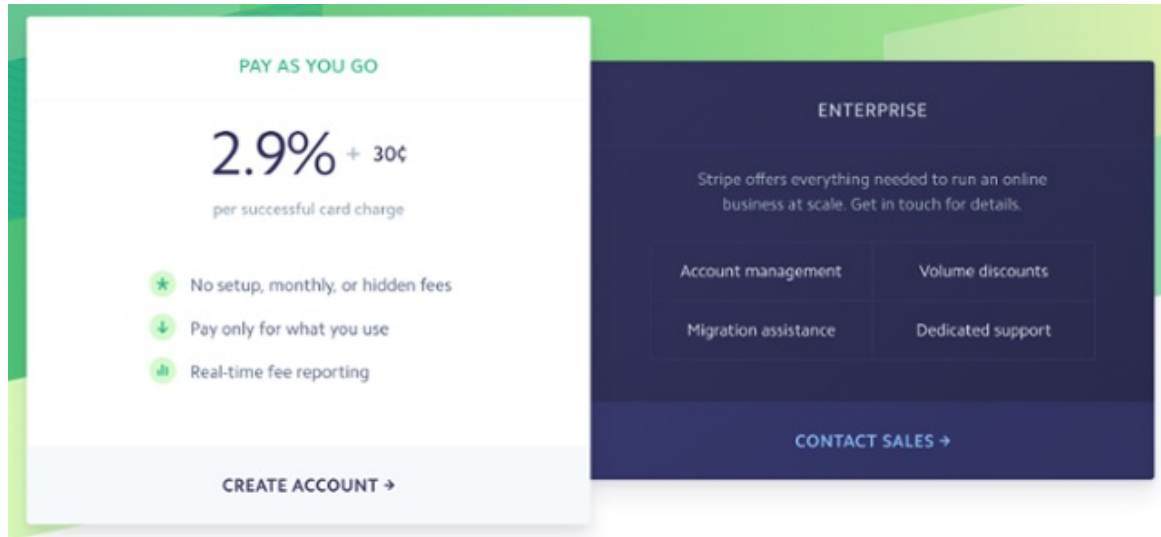 PAY AS YOU GO
2.9% + 30¢
per successful card charge
No setup, monthly, or hidden fees
Pay only for what you use
Real-time fee reporting
CREATE ACCOUNT →
ENTERPRISE
Stripe offers everything needed to run an online
business at scale. Get in touch for details.
Account management
Volume discounts
Migration assistance
Dedicated support
CONTACT SALES →